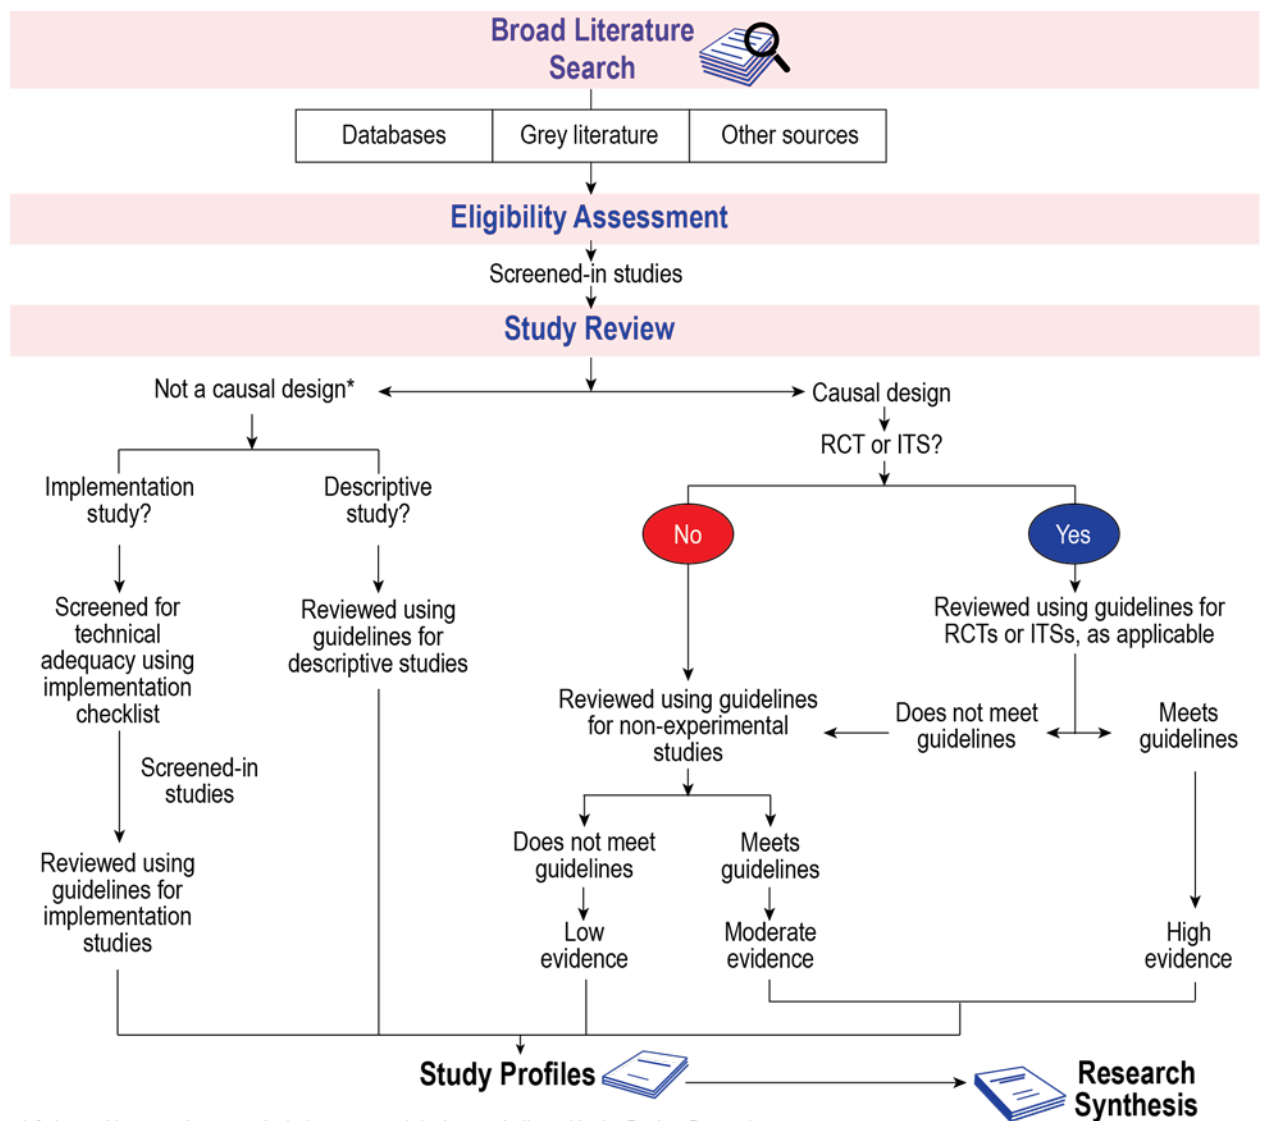 Broad Literature
Search
Databases
Grey literature
Other sources
Eligibility Assessment
Screened-in studies
Study Review
Not a causal design*
Causal design
RCT or ITS?
Implementation
study?
Descriptive
study?
No
Yes
Screened for
technical
adequacy using
implementation
checklist
Reviewed using
guidelines for
descriptive studies
Reviewed using guidelines for
RCTs or ITSs, as applicable
Reviewed using guidelines
for non-experimental
studies
Does not meet
guidelines
Meets
guidelines
Screened-in
studies
Reviewed using
guidelines for
implementation
studies
Does not meet
guidelines
Meets
guidelines
Low
evidence
Moderate
evidence
High
evidence
Study Profiles
Research
Synthesis